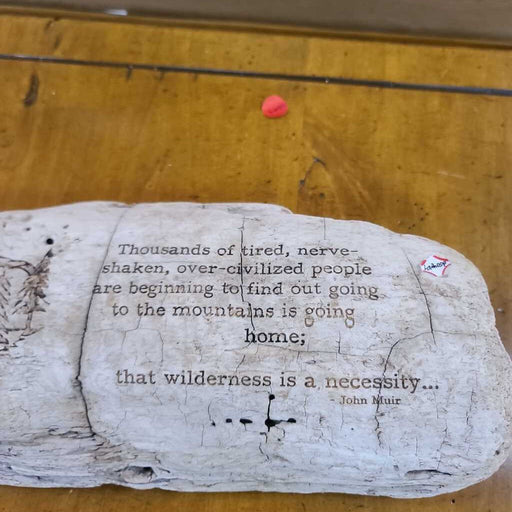 Thousands of tired, nerve-
shaken, over-civilized people
are beginning to find out going
to the mountains is going
home;
that wilderness is a necessity...
- John Muir